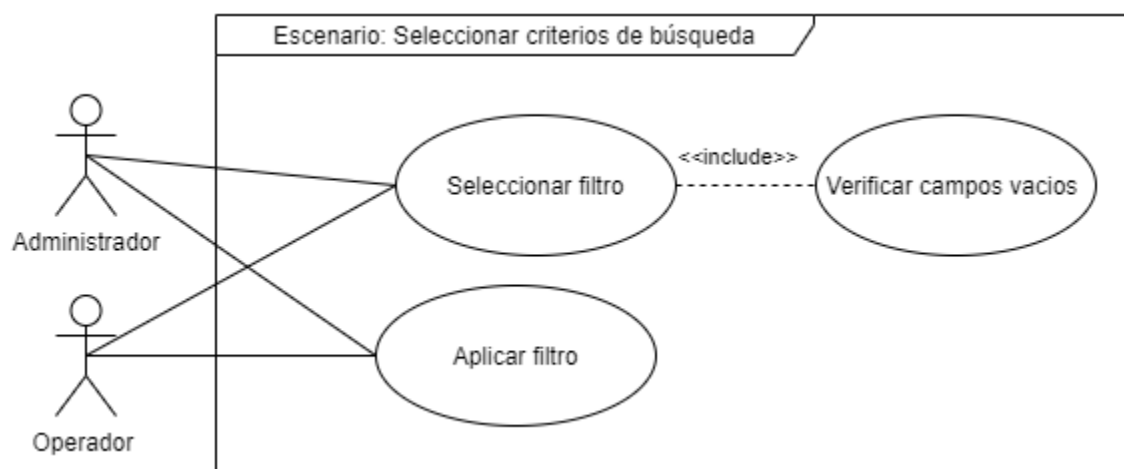 Escenario: Seleccionar criterios de búsqueda
<<include>>
Seleccionar filtro
Verificar campos vacios
Administrador
Aplicar filtro
Operador